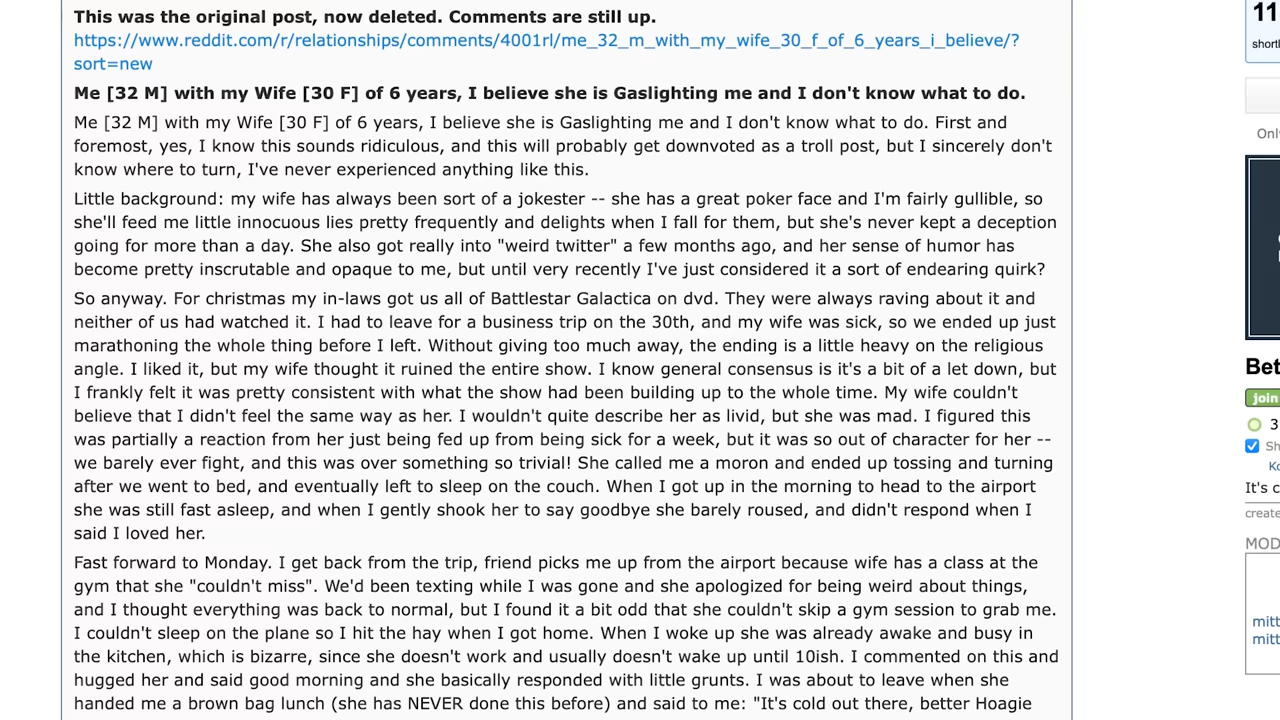 This was the original post, now deleted. Comments are still up.
https://www.reddit.com/r/relationships/comments/4001rl/me_32_m_with_my_wife_30_f_of_6_years_i_believe/?
sort=new
Me [32 M] with my Wife [30 F] of 6 years, I believe she is Gaslighting me and I don't know what to do.
Me [32 M] with my Wife [30 F] of 6 years, I believe she is Gaslighting me and I don't know what to do. First and
foremost, yes, I know this sounds ridiculous, and this will probably get downvoted as a troll post, but I sincerely don't
know where to turn, I've never experienced anything like this.
Little background: my wife has always been sort of a jokester -- she has a great poker face and I'm fairly gullible, so
she'll feed me little innocuous lies pretty frequently and delights when I fall for them, but she's never kept a deception
going for more than a day. She also got really into "weird twitter" a few months ago, and her sense of humor has
become pretty inscrutable and opaque to me, but until very recently I've just considered it a sort of endearing quirk?
So anyway. For christmas my in-laws got us all of Battlestar Galactica on dvd. They were always raving about it and
neither of us had watched it. I had to leave for a business trip on the 30th, and my wife was sick, so we ended up just
marathoning the whole thing before I left. Without giving too much away, the ending is a little heavy on the religious
angle. I liked it, but my wife thought it ruined the entire show. I know general consensus is it's a bit of a let down, but
I frankly felt it was pretty consistent with what the show had been building up to the whole time. My wife couldn't
believe that I didn't feel the same way as her. I wouldn't quite describe her as livid, but she was mad. I figured this
was partially a reaction from her just being fed up from being sick for a week, but it was so out of character for her --
we barely ever fight, and this was over something so trivial! She called me a moron and ended up tossing and turning
after we went to bed, and eventually left to sleep on the couch. When I got up in the morning to head to the airport
she was still fast asleep, and when I gently shook her to say goodbye she barely roused, and didn't respond when I
said I loved her.
Fast forward to Monday. I get back from the trip, friend picks me up from the airport because wife has a class at the
gym that she "couldn't miss". We'd been texting while I was gone and she apologized for being weird about things,
and I thought everything was back to normal, but I found it a bit odd that she couldn't skip a gym session to grab me.
I couldn't sleep on the plane so I hit the hay when I got home. When I woke up she was already awake and busy in
the kitchen, which is bizarre, since she doesn't work and usually doesn't wake up until 10ish. I commented on this and
hugged her and said good morning and she basically responded with little grunts. I was about to leave when she
handed me a brown bag lunch (she has NEVER done this before) and said to me: "It's cold out there, better Hoagie
11
shortl
Onl
Bet
join
3
Sh
Ko
It's c
create
MOD
mitt
mitt